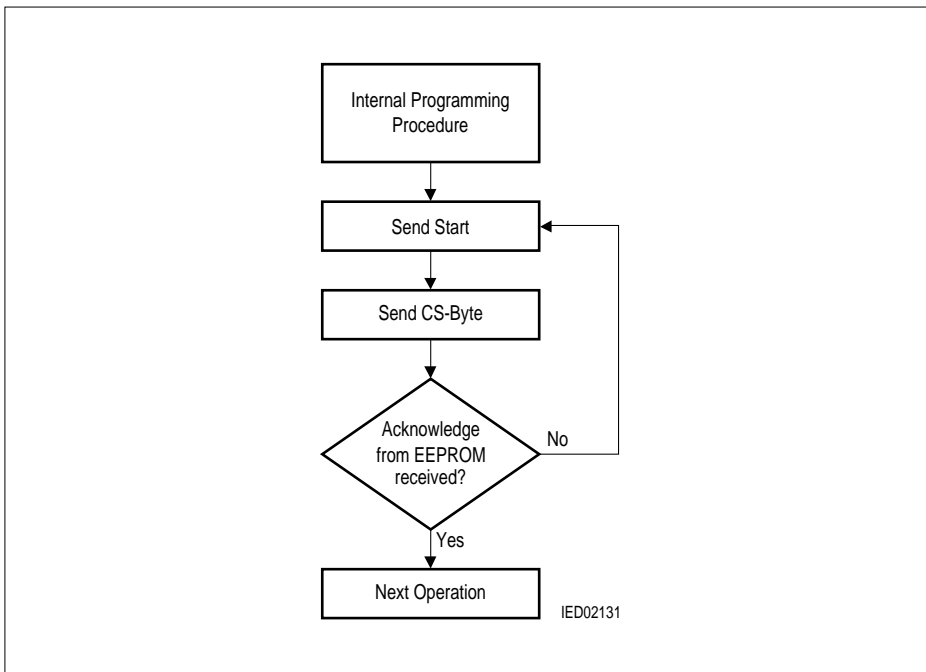 Internal Programming
Procedure
Send Start
Send CS-Byte
Acknowledge
from EEPROM
received?
No
Yes
Next Operation
IED02131